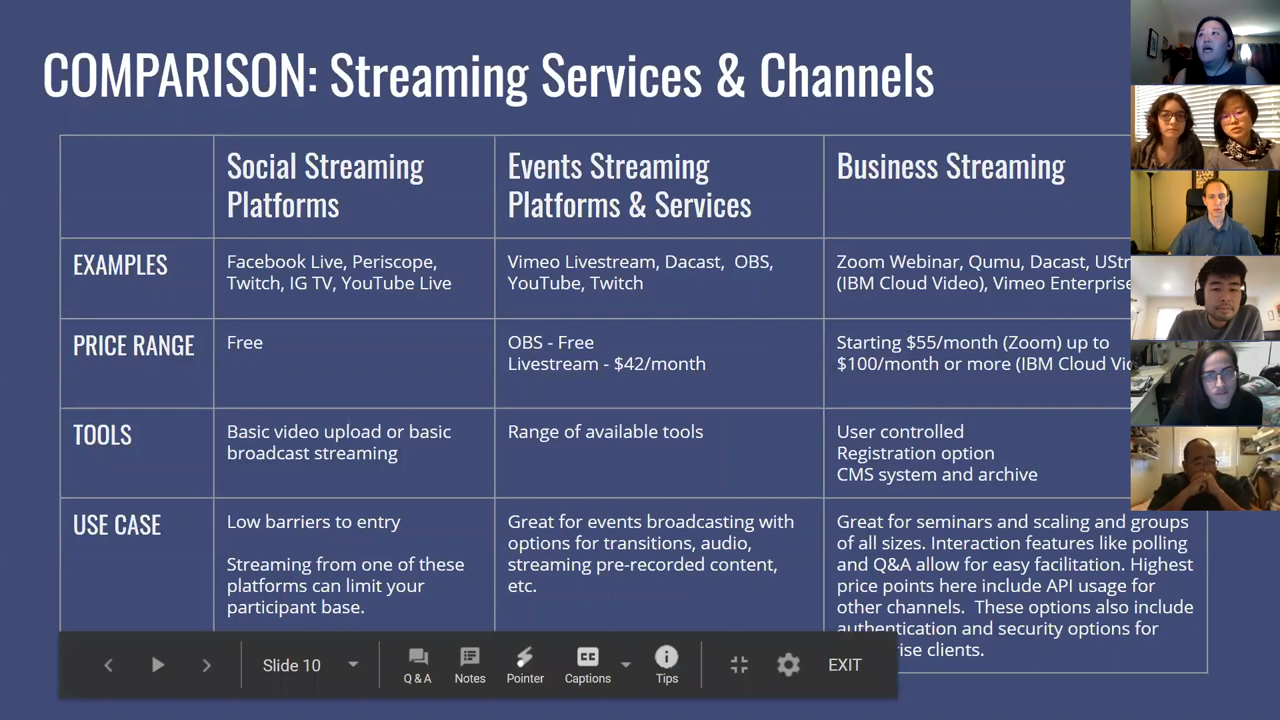 COMPARISON: Streaming Services & Channels
Social Streaming
Platforms
Events Streaming
Platforms & Services
Business Streaming
EXAMPLES
Facebook Live, Periscope,
Twitch, IG TV, YouTube Live
Vimeo Livestream, Dacast, OBS,
YouTube, Twitch
Zoom Webinar, Qumu, Dacast,
(IBM Cloud Video), Vimeo Enterprise
PRICE RANGE
Free
OBS - Free
Livestream - $42/month
Starting $55/month (Zoom) up to
$100/month or more (IBM Cloud
TOOLS
Basic video upload or basic
broadcast streaming
Range of available tools
User controlled
Registration option
CMS system and archive
USE CASE
Low barriers to entry
Streaming from one of these
platforms can limit your
participant base.
Great for events broadcasting with
options for transitions, audio,
streaming pre-recorded content,
etc.
Great for seminars and scaling and groups
of all sizes. Interaction features like polling
and Q&A allow for easy facilitation. Highest
price points here include API usage for
other channels. These options also include
authentication and security options for
clients.
Slide 10
Q & A
Notes
Pointer
CC
Captions
Tips
EXIT